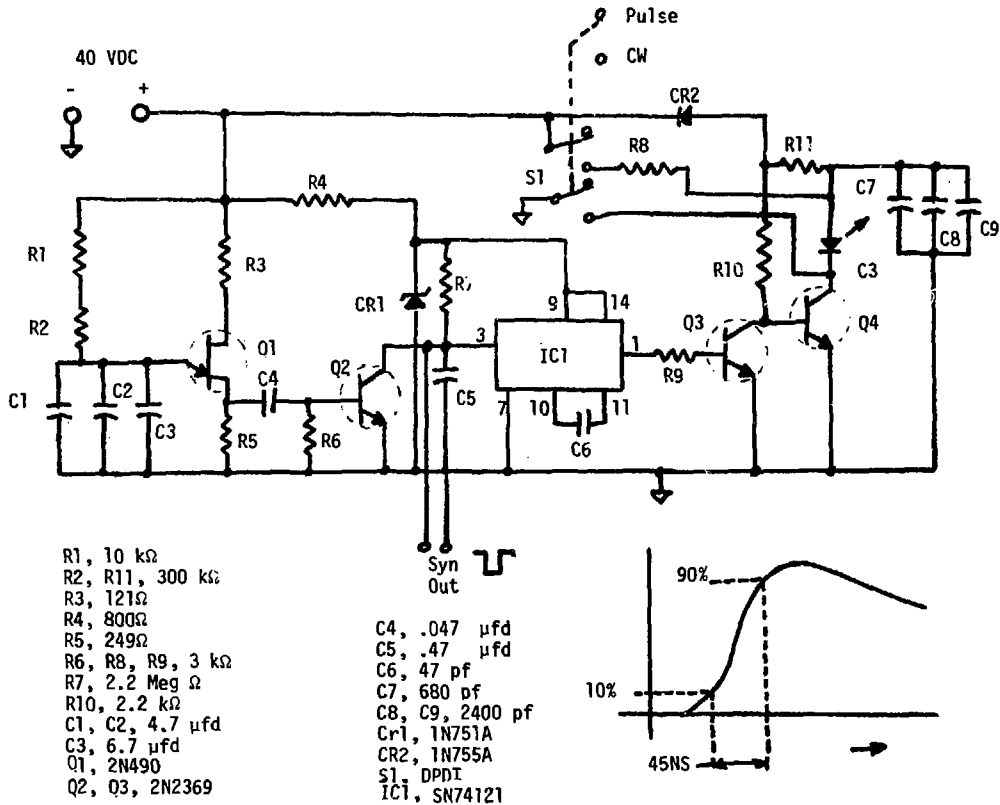 Pulse
CW
40 VDC
- +
CR2
R11
R8
S1
C7
C8
C9
R4
R1
R2
R3
R10
C3
CR1
R7
9
14
Q1
Q2
Q3
Q4
3
IC1
1
R9
C1
C2
C3
C4
R5
R6
C5
7
10
11
C6
Syn
Out
R1, 10 kΩ
R2, R11, 300 kΩ
R3, 121Ω
R4, 800Ω
R5, 249Ω
R6, R8, R9, 3 kΩ
R7, 2.2 Meg Ω
R10, 2.2 kΩ
C1, C2, 4.7 µfd
C3, 6.7 µfd
Q1, 2N490
Q2, Q3, 2N2369
C4, .047 µfd
C5, .47 µfd
C6, 47 pf
C7, 680 pf
C8, C9, 2400 pf
Cr1, 1N751A
CR2, 1N755A
S1, DPDT
IC1, SN74121
90%
10%
45NS